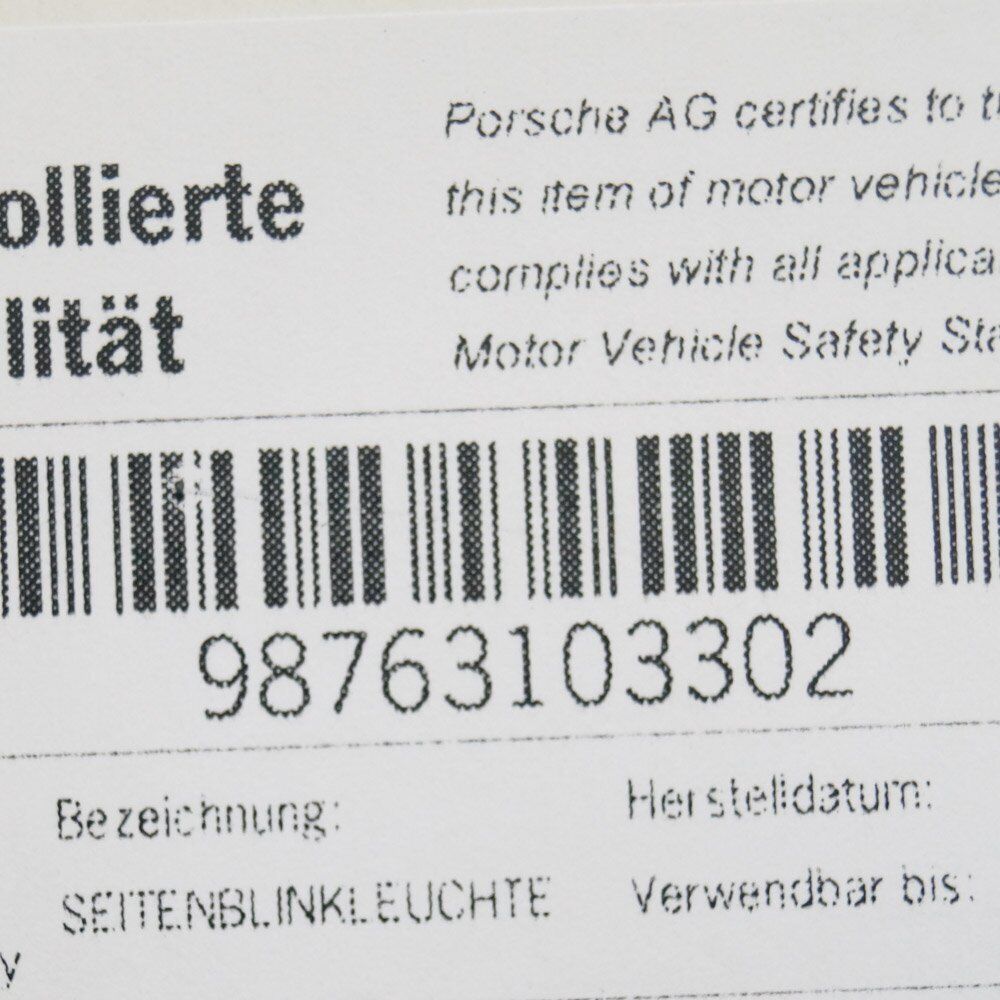 Porsche AG certifies to th
this item of motor vehicle
complies with all applica
Motor Vehicle Safety Sta
ollierte
lität
98763103302
Bezeichnung:
Herstelldatum:
SEITENBLINKLEUCHTE
Verwendbar bis:
y